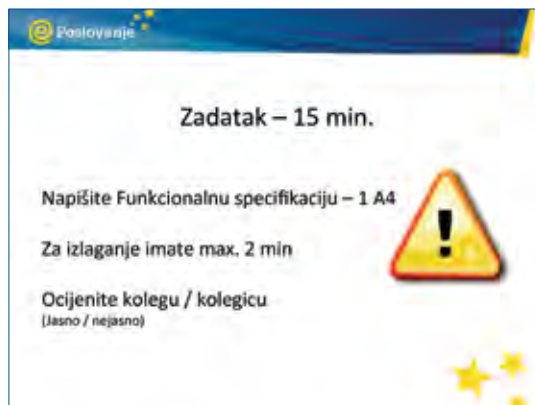 e Poslovanje
Zadatak – 15 min.
Napišite Funkcionalnu specifikaciju – 1 A4
Za izlaganje imate max. 2 min
Ocijenite kolegu / kolegicu
(Jasno / nejasno)
!